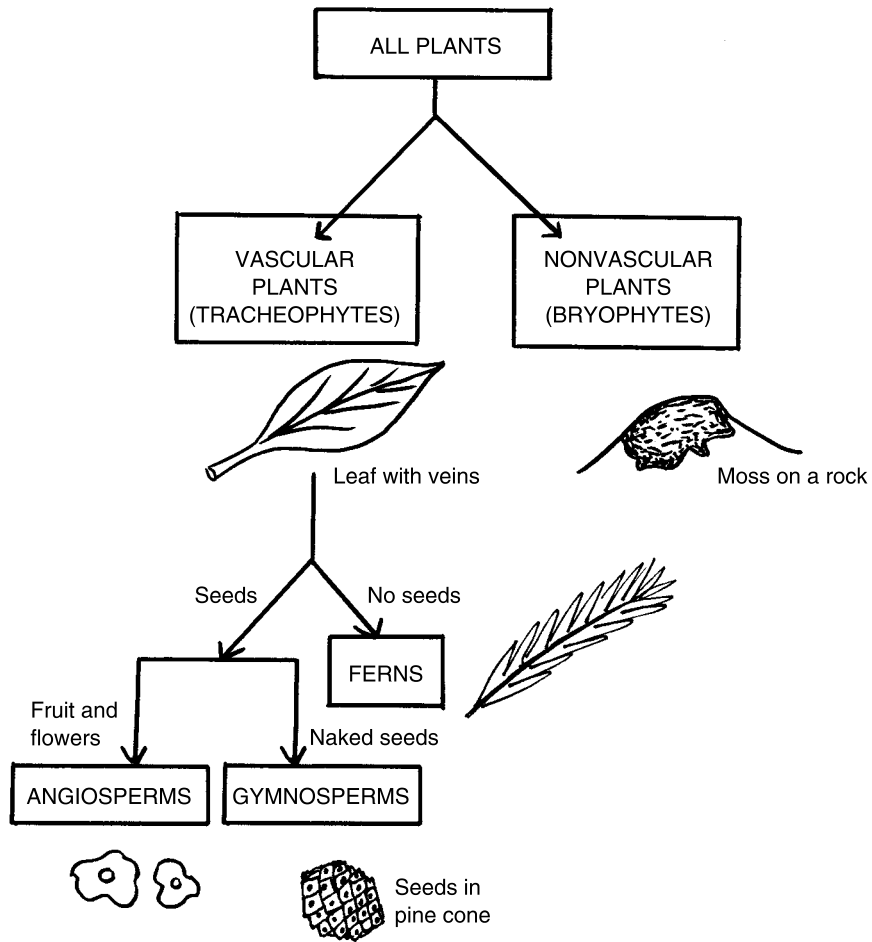 ALL PLANTS
VASCULAR
PLANTS
(TRACHEOPHYTES)
NONVASCULAR
PLANTS
(BRYOPHYTES)
Leaf with veins
Moss on a rock
Seeds
No seeds
FERNS
Fruit and
flowers
Naked seeds
ANGIOSPERMS
GYMNOSPERMS
Seeds in
pine cone